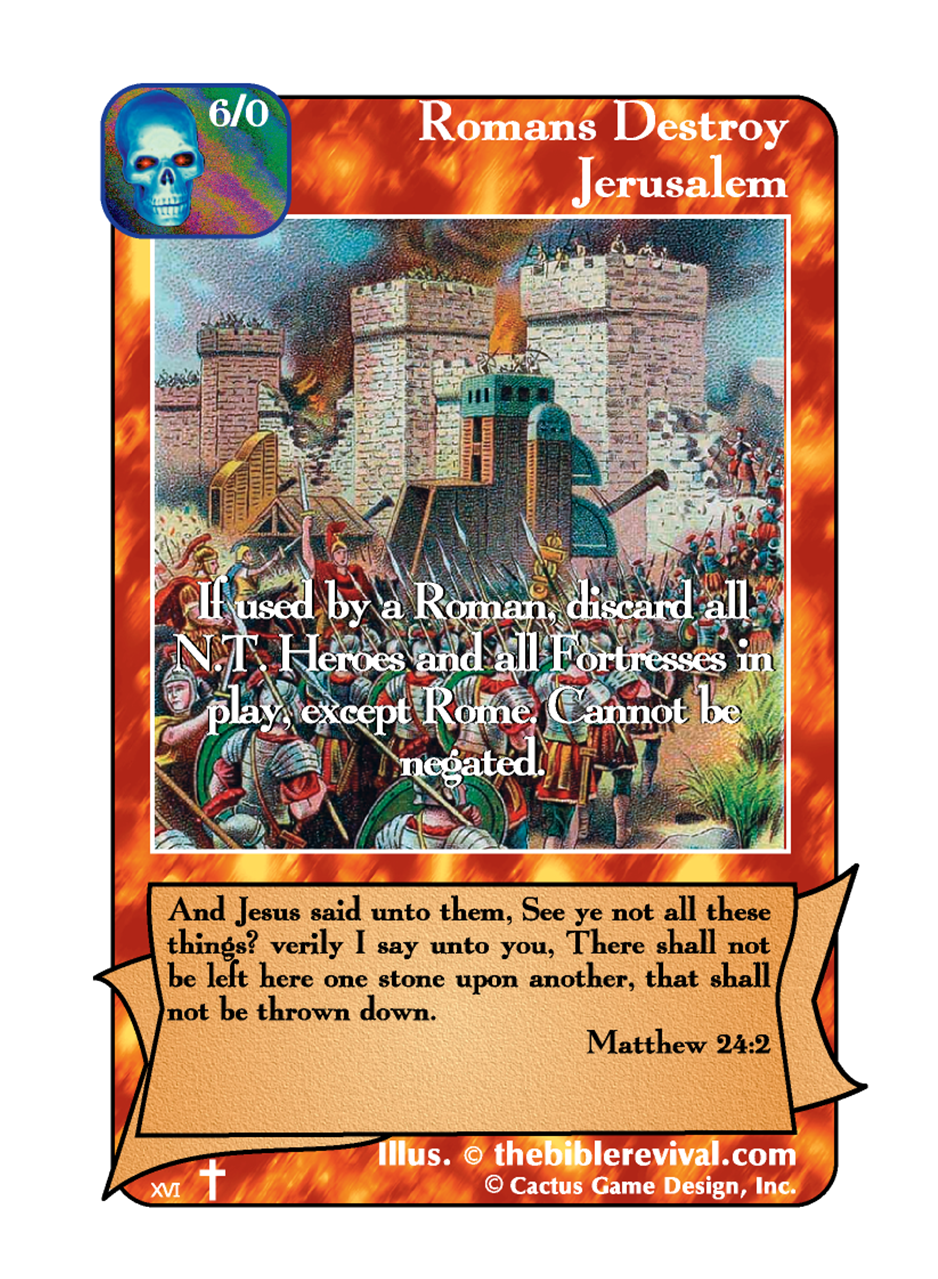 6/0
Romans Destroy
Jerusalem
If used by a Roman, discard all
N.T. Heroes and all Fortresses in
play, except Rome. Cannot be
negated.
And Jesus said unto them, See ye not all these
things? verily I say unto you, There shall not
be left here one stone upon another, that shall
not be thrown down.
Matthew 24:2
Illus. © thebiblerevival.com
XVI
© Cactus Game Design, Inc.